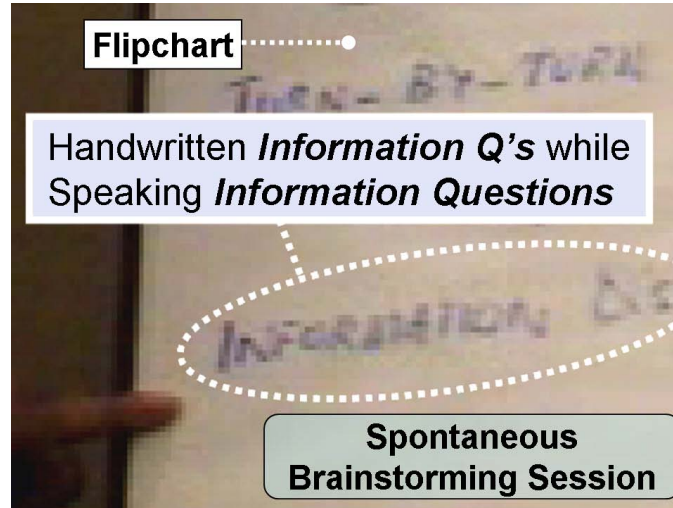 Flipchart
TURN-BY-TURN
Handwritten Information Q's while
Speaking Information Questions
INFORMATION Q's
Spontaneous
Brainstorming Session